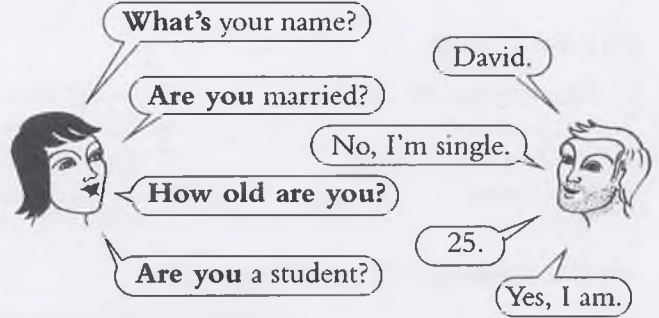 What's your name?
David.
Are you married?
No, I'm single.
How old are you?
25.
Are you a student?
Yes, I am.